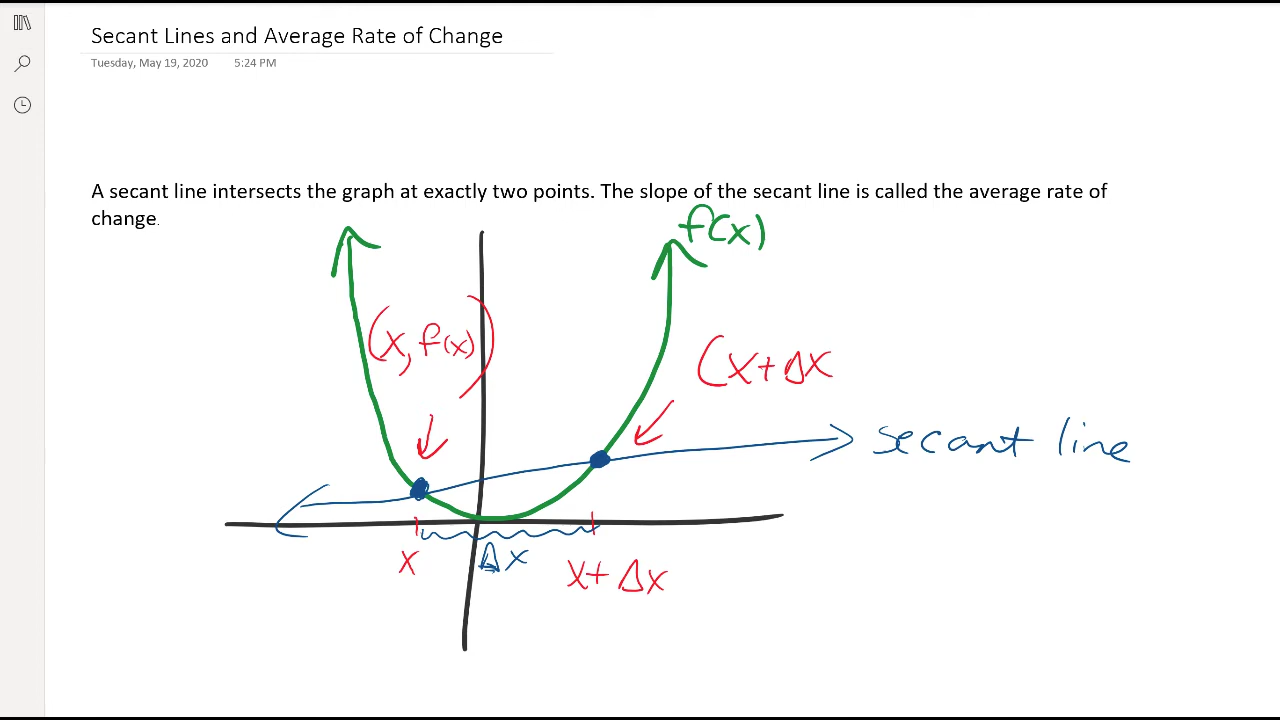 Secant Lines and Average Rate of Change
Tuesday, May 19, 2020 5:24 PM
A secant line intersects the graph at exactly two points. The slope of the secant line is called the average rate of
change.
f(x)
(x, f(x))
(x+Δx
secant line
x
Δx
x+Δx